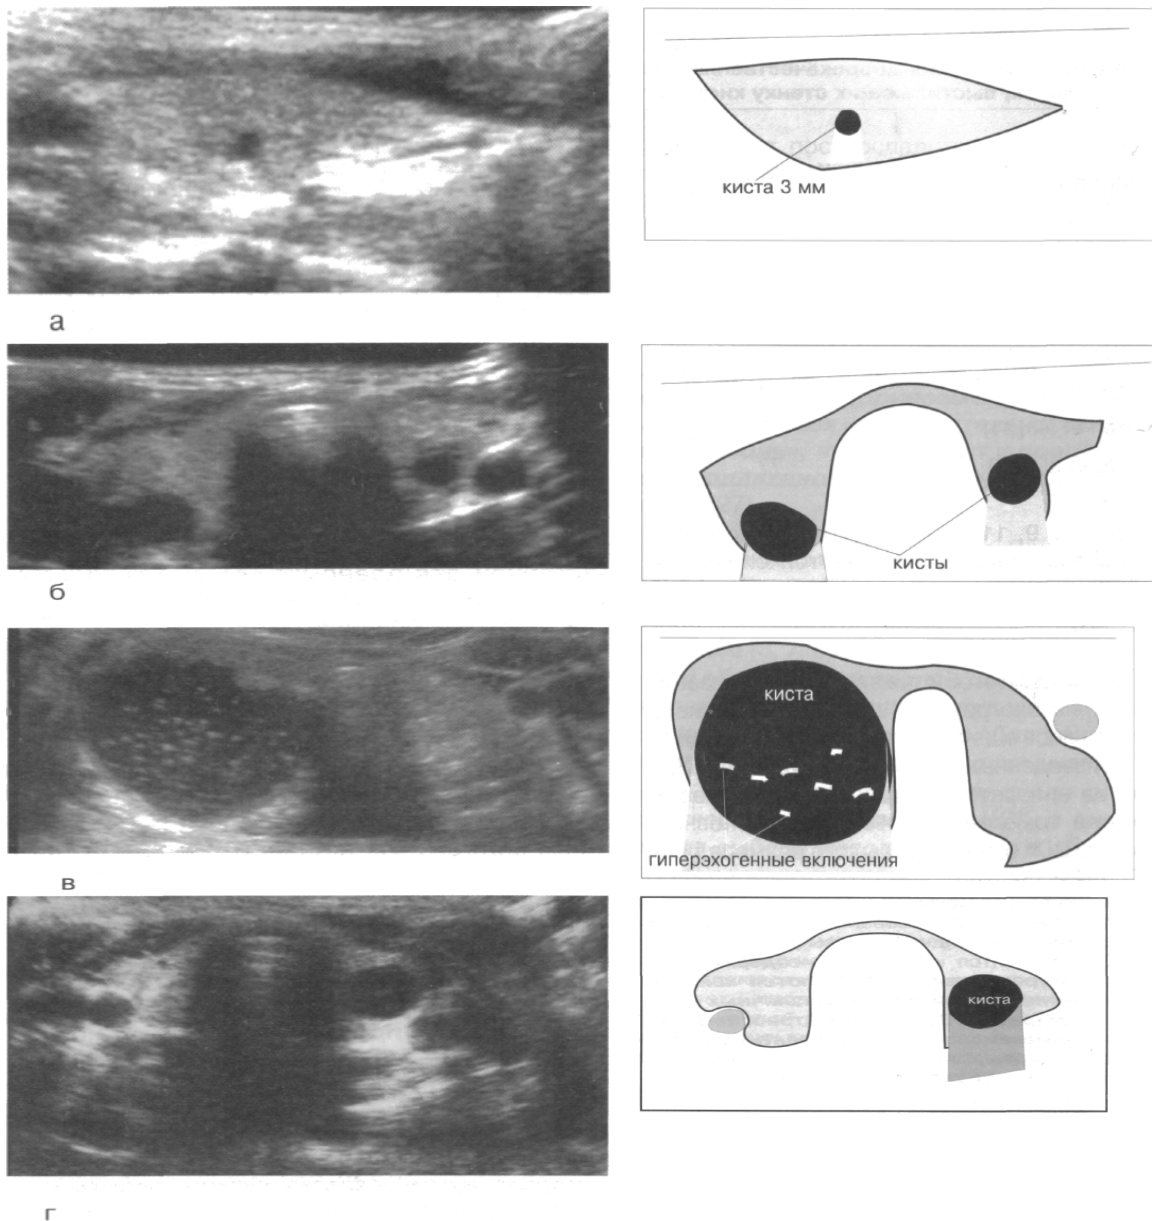 киста 3 мм
а
кисты
б
киста
гиперэхогенные включения
в
киста
г